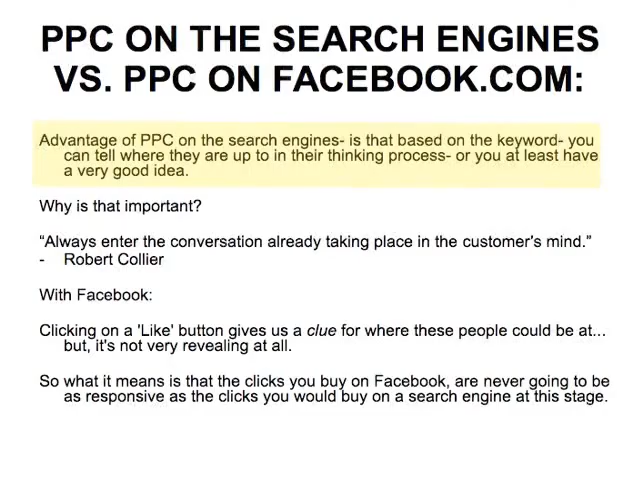 PPC ON THE SEARCH ENGINES
VS. PPC ON FACEBOOK.COM:
Advantage of PPC on the search engines- is that based on the keyword- you
can tell where they are up to in their thinking process- or you at least have
a very good idea.
Why is that important?
“Always enter the conversation already taking place in the customer's mind.”
- Robert Collier
With Facebook:
Clicking on a 'Like' button gives us a clue for where these people could be at...
but, it's not very revealing at all.
So what it means is that the clicks you buy on Facebook, are never going to be
as responsive as the clicks you would buy on a search engine at this stage.